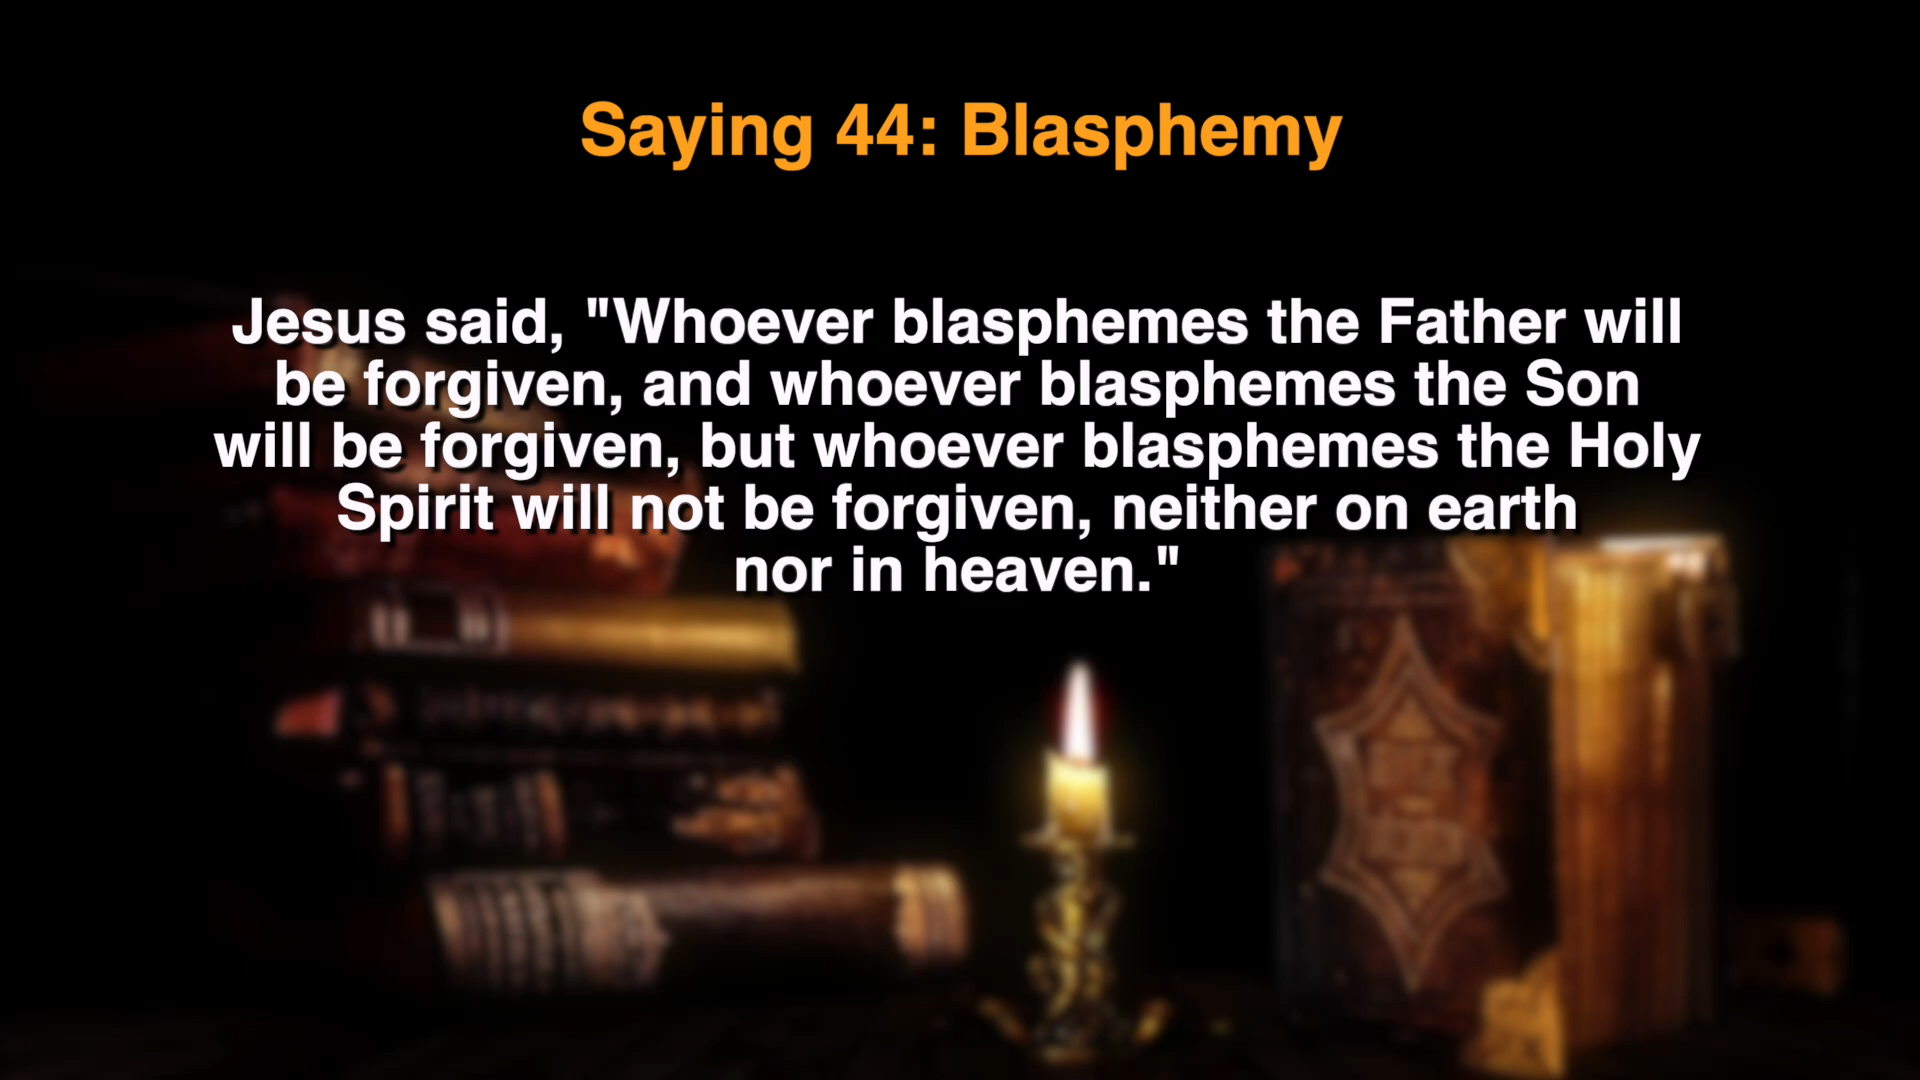 Saying 44: Blasphemy
Jesus said, "Whoever blasphemes the Father will
be forgiven, and whoever blasphemes the Son
will be forgiven, but whoever blasphemes the Holy
Spirit will not be forgiven, neither on earth
nor in heaven."